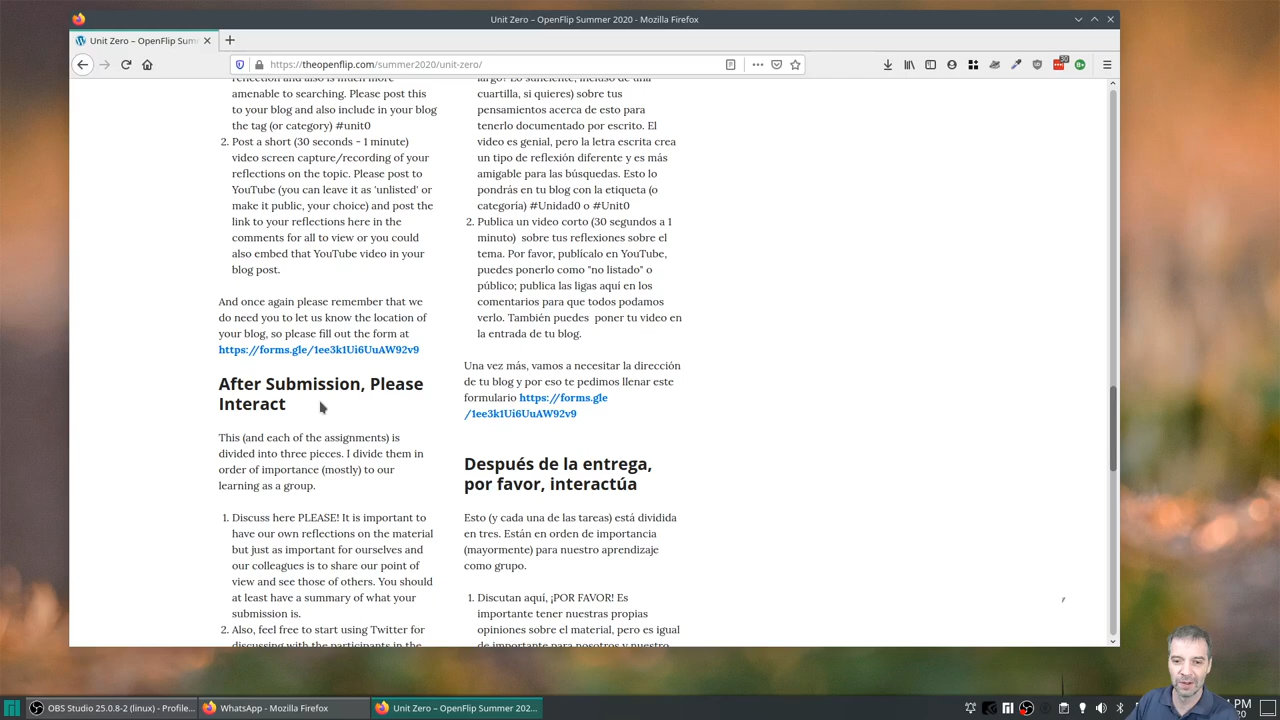 Unit Zero – OpenFlip Summer 2020 - Mozilla Firefox
Unit Zero – OpenFlip Sum
https://theopenflip.com/summer2020/unit-zero/
reflection and also is much more
amenable to searching. Please post this
to your blog and also include in your blog
the tag (or category) #unit0
2. Post a short (30 seconds - 1 minute)
video screen capture/recording of your
reflections on the topic. Please post to
YouTube (you can leave it as 'unlisted' or
make it public, your choice) and post the
link to your reflections here in the
comments for all to view or you could
also embed that YouTube video in your
blog post.
And once again please remember that we
do need you to let us know the location of
your blog, so please fill out the form at
https://forms.gle/1ee3k1Ui6UuAW92v9
After Submission, Please
Interact
This (and each of the assignments) is
divided into three pieces. I divide them in
order of importance (mostly) to our
learning as a group.
1. Discuss here PLEASE! It is important to
have our own reflections on the material
but just as important for ourselves and
our colleagues is to share our point of
view and see those of others. You should
at least have a summary of what your
submission is.
2. Also, feel free to start using Twitter for
discussing with the participants in the
largo? Lo suficiente, incluso de una
cuartilla, si quieres) sobre tus
pensamientos acerca de esto para
tenerlo documentado por escrito. El
video es genial, pero la letra escrita crea
un tipo de reflexión diferente y es más
amigable para las búsquedas. Esto lo
pondrás en tu blog con la etiqueta (o
categoría) #Unidad0 o #Unit0
2. Publica un video corto (30 segundos a 1
minuto) sobre tus reflexiones sobre el
tema. Por favor, publícalo en YouTube,
puedes ponerlo como "no listado" o
público; publica las ligas aquí en los
comentarios para que todos podamos
verlo. También puedes poner tu video en
la entrada de tu blog.
Una vez más, vamos a necesitar la dirección
de tu blog y por eso te pedimos llenar este
formulario https://forms.gle
/1ee3k1Ui6UuAW92v9
Después de la entrega,
por favor, interactúa
Esto (y cada una de las tareas) está dividida
en tres. Están en orden de importancia
(mayormente) para nuestro aprendizaje
como grupo.
1. Discutan aquí, ¡POR FAVOR! Es
importante tener nuestras propias
opiniones sobre el material, pero es igual
de importante para nosotros y nuestro
OBS Studio 25.0.8-2 (linux) - Profile...
WhatsApp - Mozilla Firefox
Unit Zero – OpenFlip Summer 202...
PM